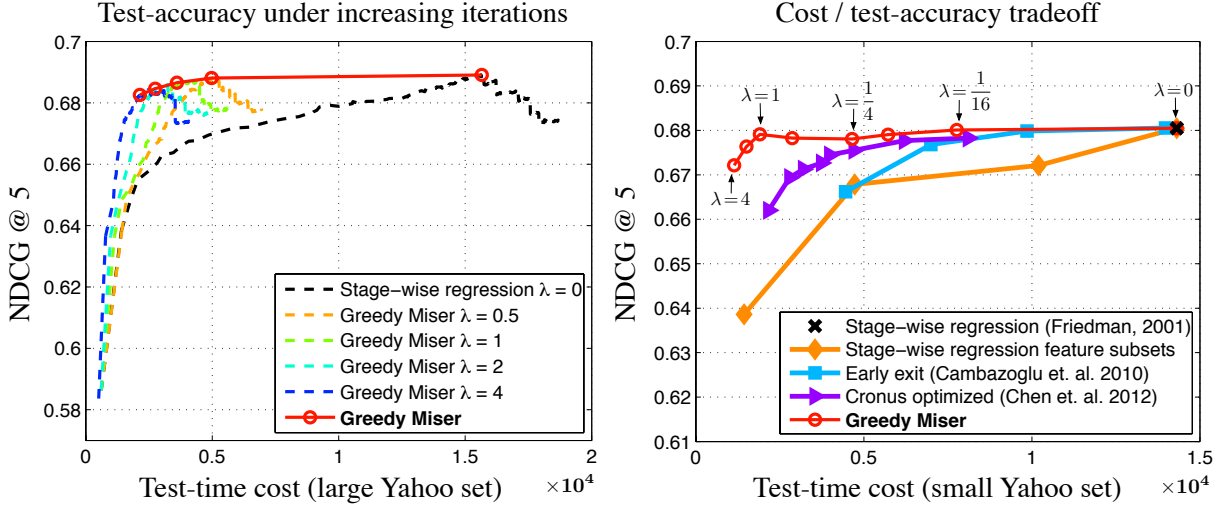 Test-accuracy under increasing iterations
0.7
0.68
0.66
0.64
0.62
0.6
0.58
NDCG @ 5
Stage-wise regression λ = 0
Greedy Miser λ = 0.5
Greedy Miser λ = 1
Greedy Miser λ = 2
Greedy Miser λ = 4
Greedy Miser
0 0.5 1 1.5 2
Test-time cost (large Yahoo set) ×10⁴
Cost / test-accuracy tradeoff
0.7
0.69
0.68
0.67
0.66
0.65
0.64
0.63
0.62
0.61
NDCG @ 5
λ=1
λ=1/4
λ=1/16
λ=0
λ=4
Stage-wise regression (Friedman, 2001)
Stage-wise regression feature subsets
Early exit (Cambazoglu et. al. 2010)
Cronus optimized (Chen et. al. 2012)
Greedy Miser
0 0.5 1 1.5
Test-time cost (small Yahoo set) ×10⁴